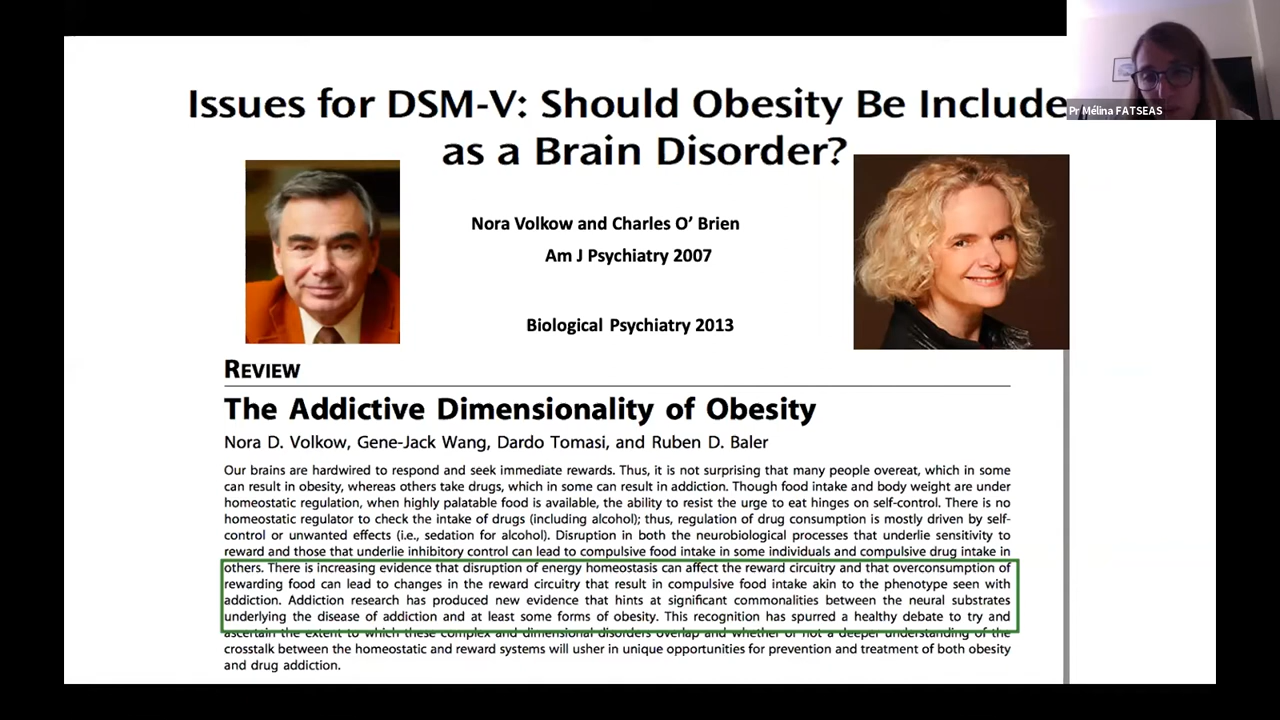 Issues for DSM-V: Should Obesity Be Include
as a Brain Disorder?
Pr Mélina FATSEAS
Nora Volkow and Charles O’ Brien
Am J Psychiatry 2007
Biological Psychiatry 2013
REVIEW
The Addictive Dimensionality of Obesity
Nora D. Volkow, Gene-Jack Wang, Dardo Tomasi, and Ruben D. Baler
Our brains are hardwired to respond and seek immediate rewards. Thus, it is not surprising that many people overeat, which in some
can result in obesity, whereas others take drugs, which in some can result in addiction. Though food intake and body weight are under
homeostatic regulation, when highly palatable food is available, the ability to resist the urge to eat hinges on self-control. There is no
homeostatic regulator to check the intake of drugs (including alcohol); thus, regulation of drug consumption is mostly driven by self-
control or unwanted effects (i.e., sedation for alcohol). Disruption in both the neurobiological processes that underlie sensitivity to
reward and those that underlie inhibitory control can lead to compulsive food intake in some individuals and compulsive drug intake in
others. There is increasing evidence that disruption of energy homeostasis can affect the reward circuitry and that overconsumption of
rewarding food can lead to changes in the reward circuitry that result in compulsive food intake akin to the phenotype seen with
addiction. Addiction research has produced new evidence that hints at significant commonalities between the neural substrates
underlying the disease of addiction and at least some forms of obesity. This recognition has spurred a healthy debate to try and
ascertain the extent to which these complex and dimensional disorders overlap and whether or not a deeper understanding of the
crosstalk between the homeostatic and reward systems will usher in unique opportunities for prevention and treatment of both obesity
and drug addiction.